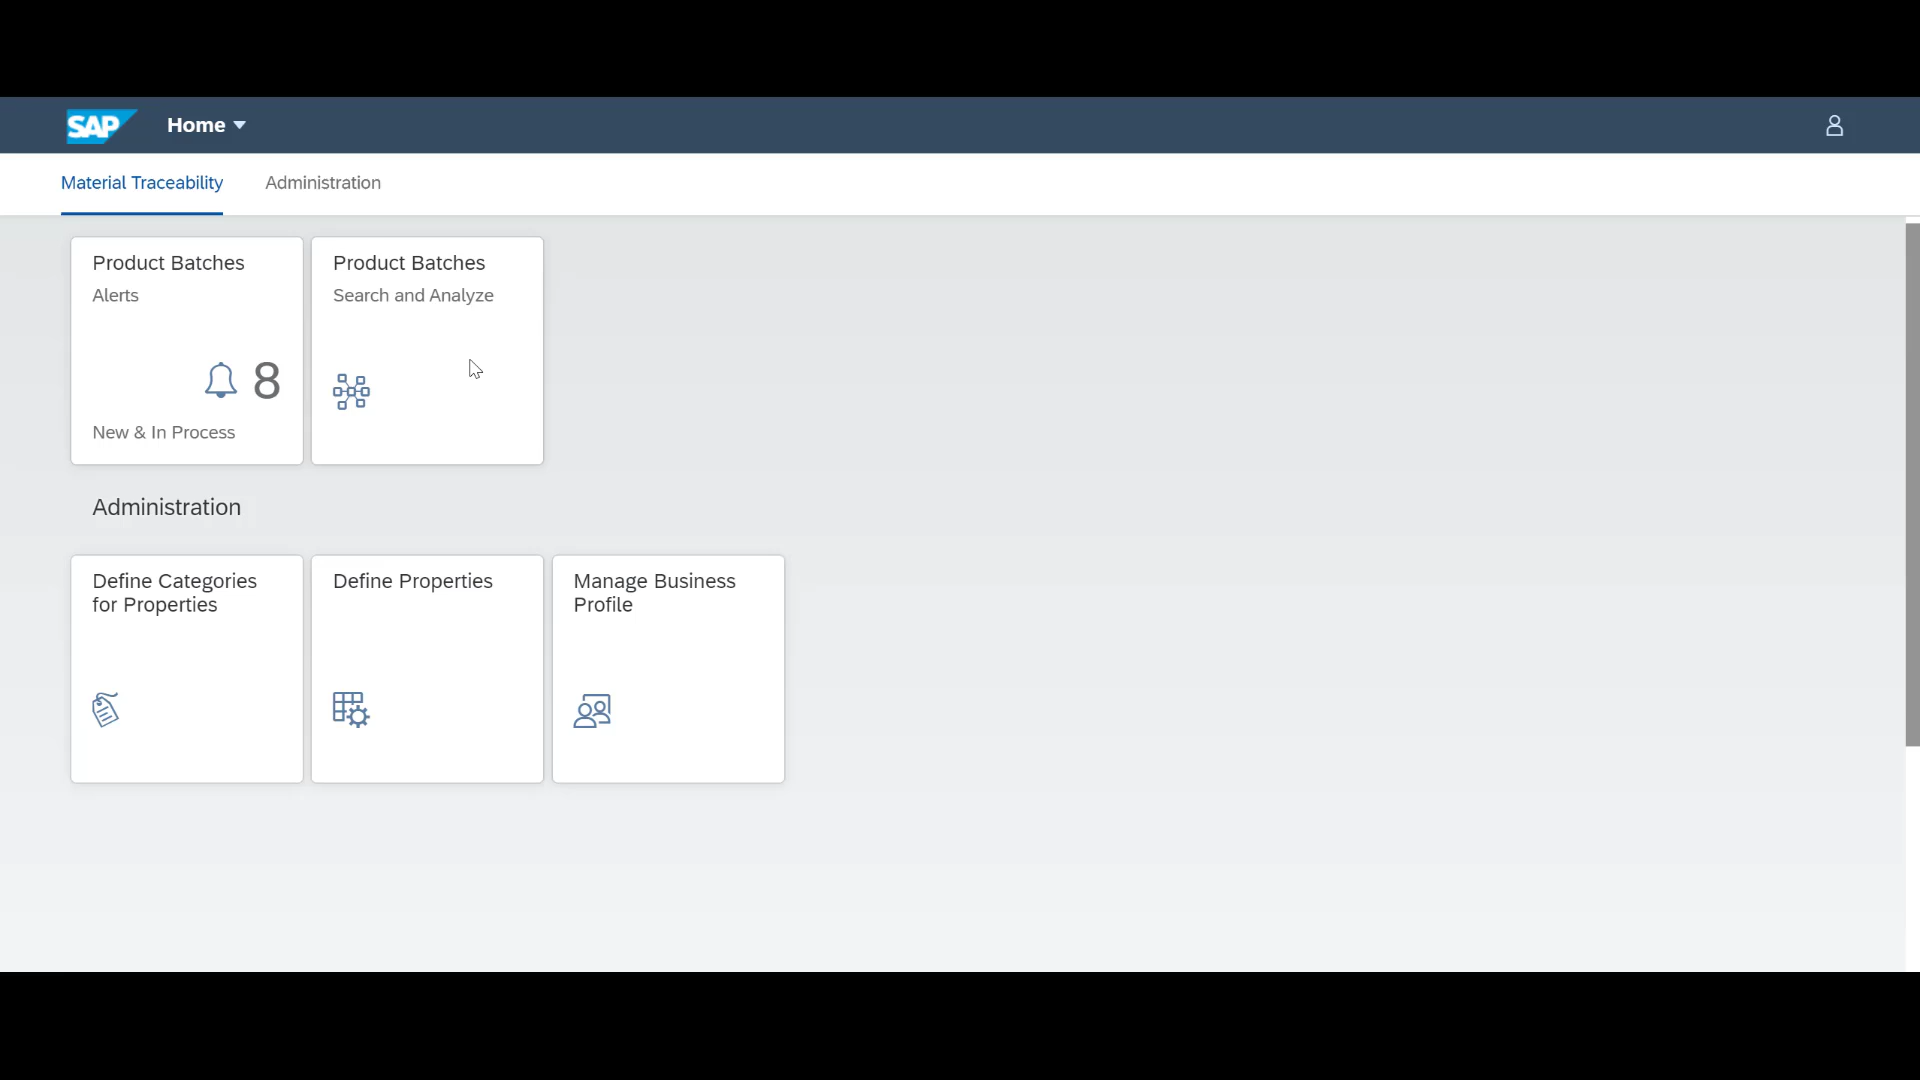 SAP Home
Material Traceability Administration
Product Batches
Alerts
8
New & In Process
Product Batches
Search and Analyze
Administration
Define Categories
for Properties
Define Properties
Manage Business
Profile